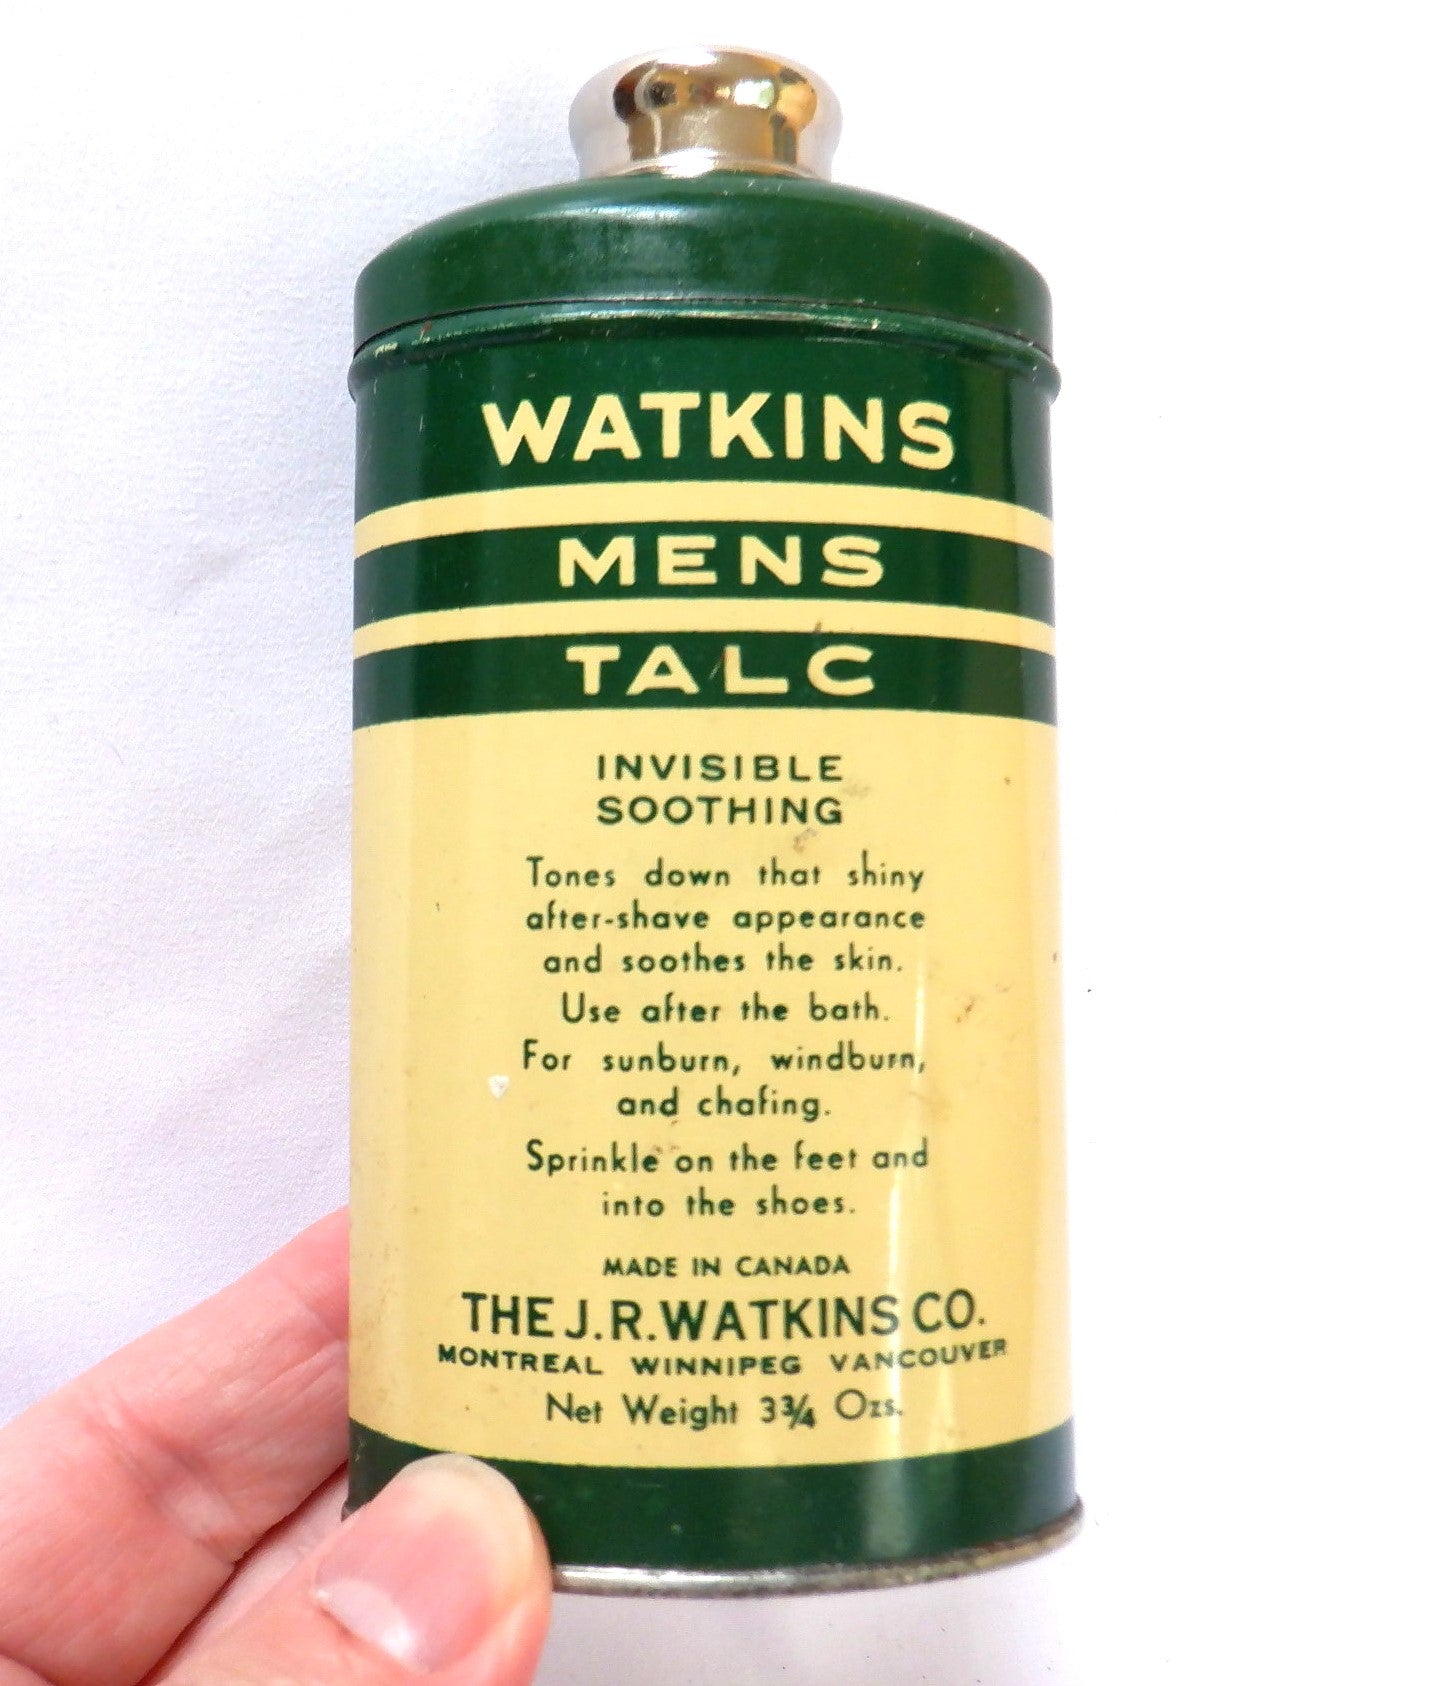 WATKINS
MENS
TALC
INVISIBLE
SOOTHING
Tones down that shiny
after-shave appearance
and soothes the skin.
Use after the bath.
For sunburn, windburn,
and chafing.
Sprinkle on the feet and
into the shoes.
MADE IN CANADA
THE J.R. WATKINS CO.
MONTREAL WINNIPEG VANCOUVER
Net Weight 3¾ Ozs.